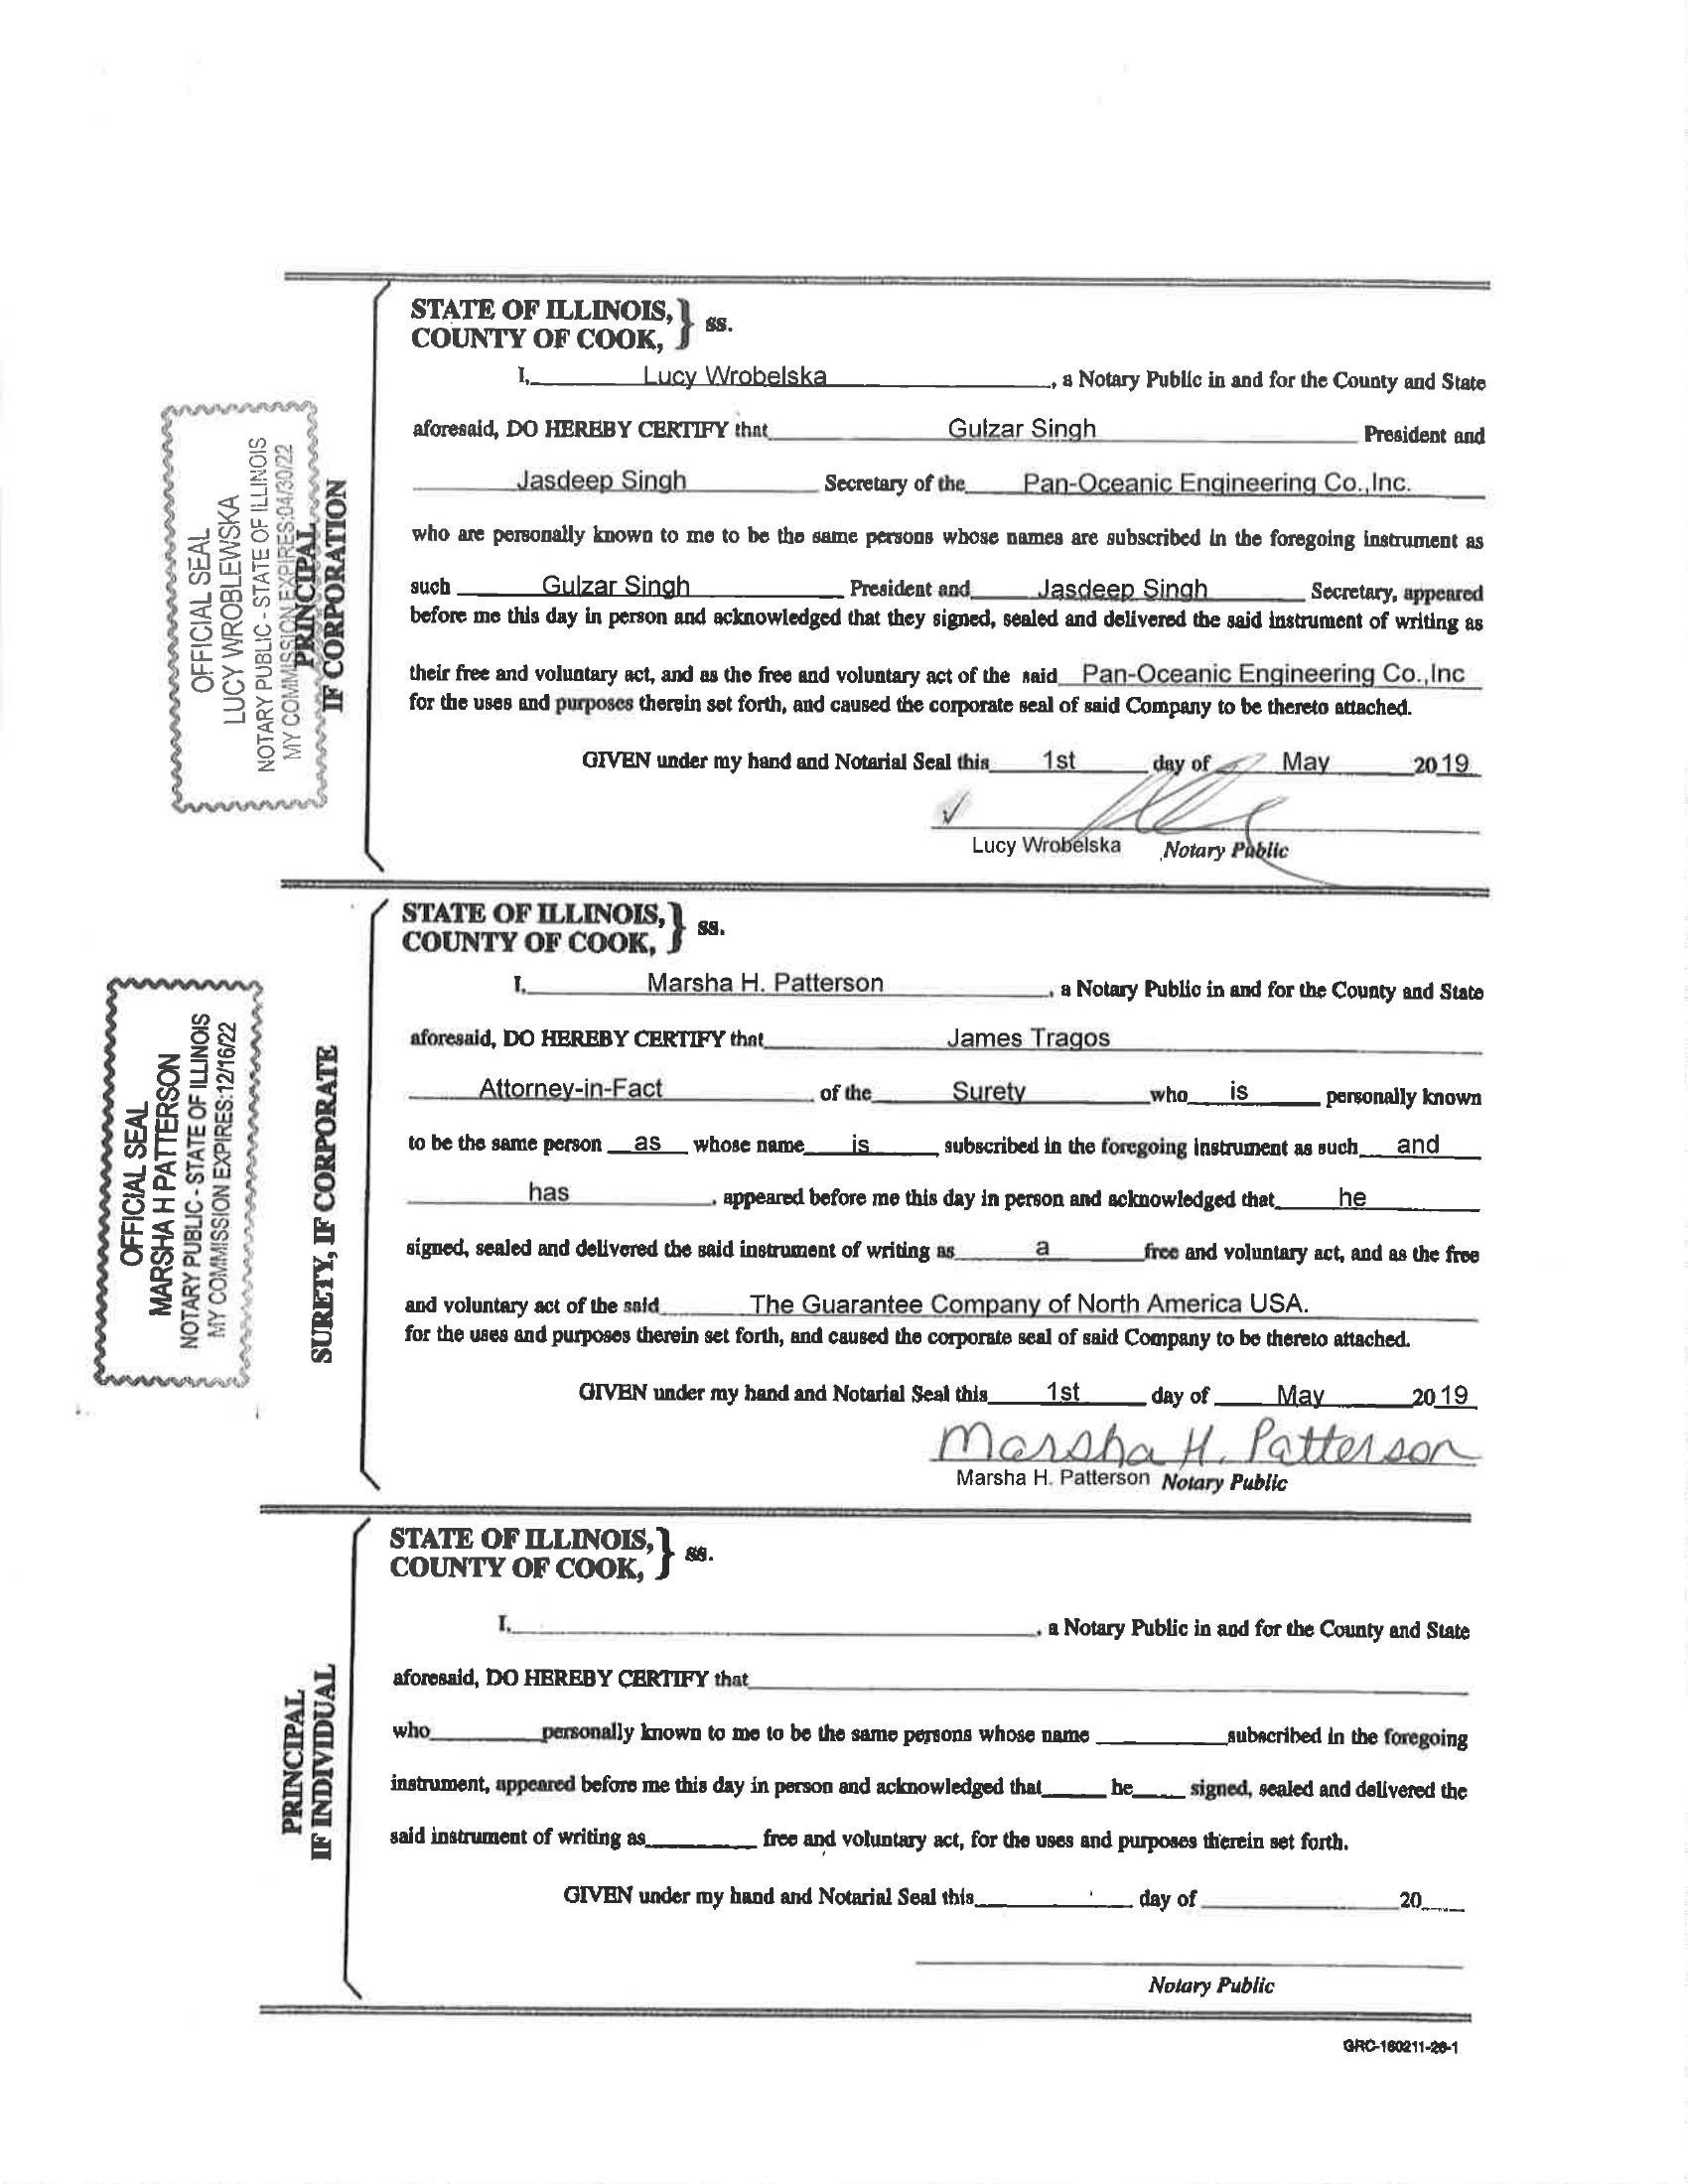 STATE OF ILLINOIS,
COUNTY OF COOK, } ss.
I, Lucy Wrobelska, a Notary Public in and for the County and State
aforesaid, DO HEREBY CERTIFY that Gulzar Singh President and
Jasdeep Singh Secretary of the Pan-Oceanic Engineering Co.,Inc.
who are personally known to me to be the same persons whose names are subscribed in the foregoing instrument as
such Gulzar Singh President and Jasdeep Singh Secretary, appeared
before me this day in person and acknowledged that they signed, sealed and delivered the said instrument of writing as
their free and voluntary act, and as the free and voluntary act of the said Pan-Oceanic Engineering Co.,Inc
for the uses and purposes therein set forth, and caused the corporate seal of said Company to be thereto attached.
GIVEN under my hand and Notarial Seal this 1st day of May 2019
Lucy Wrobelska Notary Public
OFFICIAL SEAL
LUCY WROBLEWSKA
NOTARY PUBLIC - STATE OF ILLINOIS
MY COMMISSION EXPIRES:04/30/22
PRINCIPAL
IF CORPORATION
STATE OF ILLINOIS,
COUNTY OF COOK, } ss.
I, Marsha H. Patterson, a Notary Public in and for the County and State
aforesaid, DO HEREBY CERTIFY that James Tragos
Attorney-in-Fact of the Surety who is personally known
to be the same person as whose name is subscribed in the foregoing instrument as such and
has, appeared before me this day in person and acknowledged that he
signed, sealed and delivered the said instrument of writing as a free and voluntary act, and as the free
and voluntary act of the said The Guarantee Company of North America USA.
for the uses and purposes therein set forth, and caused the corporate seal of said Company to be thereto attached.
GIVEN under my hand and Notarial Seal this 1st day of May 2019
Marsha H. Patterson
Marsha H. Patterson Notary Public
OFFICIAL SEAL
MARSHA H PATTERSON
NOTARY PUBLIC - STATE OF ILLINOIS
MY COMMISSION EXPIRES:12/16/22
SURETY, IF CORPORATE
STATE OF ILLINOIS,
COUNTY OF COOK, } ss.
I, , a Notary Public in and for the County and State
aforesaid, DO HEREBY CERTIFY that
who personally known to me to be the same persons whose name subscribed in the foregoing
instrument, appeared before me this day in person and acknowledged that he signed, sealed and delivered the
said instrument of writing as free and voluntary act, for the uses and purposes therein set forth.
GIVEN under my hand and Notarial Seal this day of 20
Notary Public
PRINCIPAL
IF INDIVIDUAL
GRC-160211-26-1